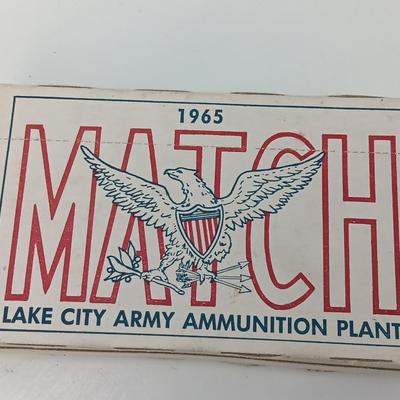 1965
MATCH
LAKE CITY ARMY AMMUNITION PLANT